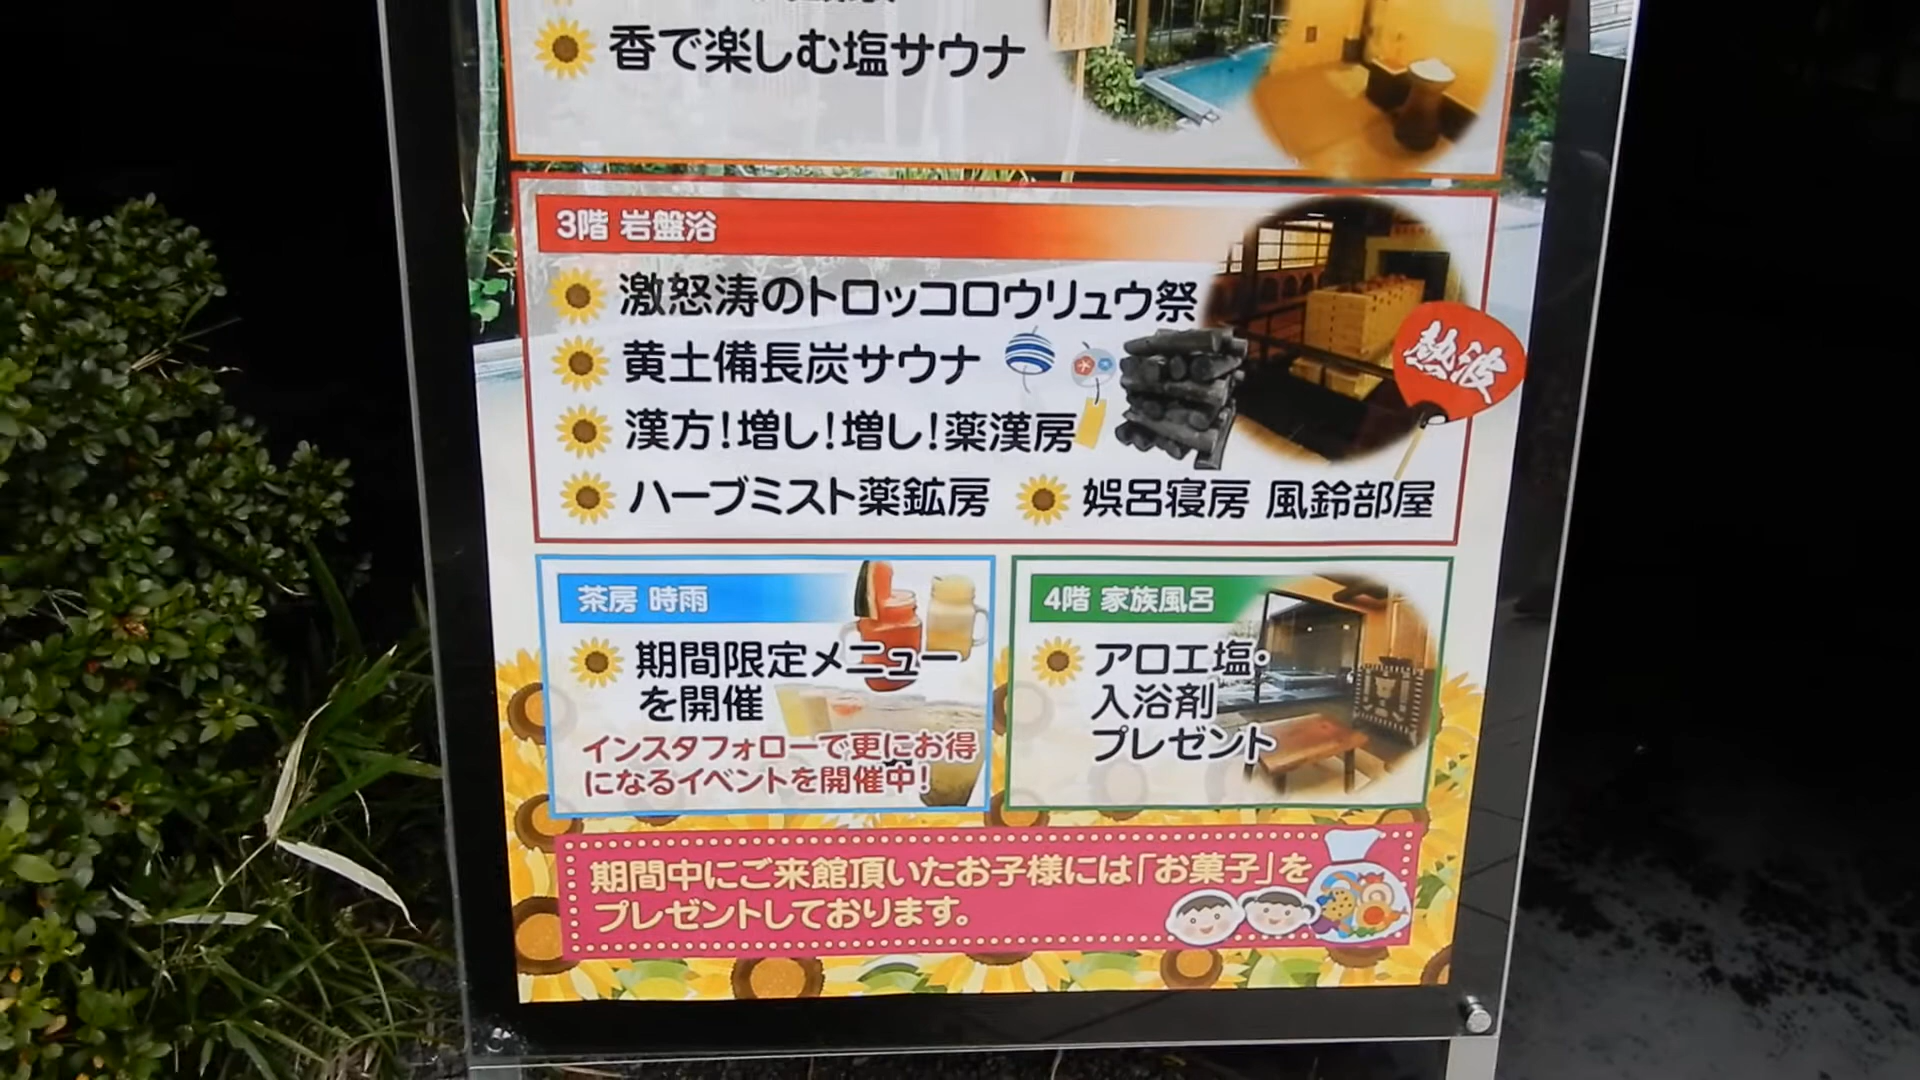 香で楽しむ塩サウナ
3階 岩盤浴
激怒涛のトロッコロウリュウ祭
黄土備長炭サウナ
熱波
漢方!増し!増し!薬漢房
ハーブミスト薬鉱房
娯呂寝房 風鈴部屋
茶房 時雨
期間限定メニュー
を開催
インスタフォローで更にお得
になるイベントを開催中!
4階 家族風呂
アロエ塩・
入浴剤
プレゼント
期間中にご来館頂いたお子様には「お菓子」を
プレゼントしております。